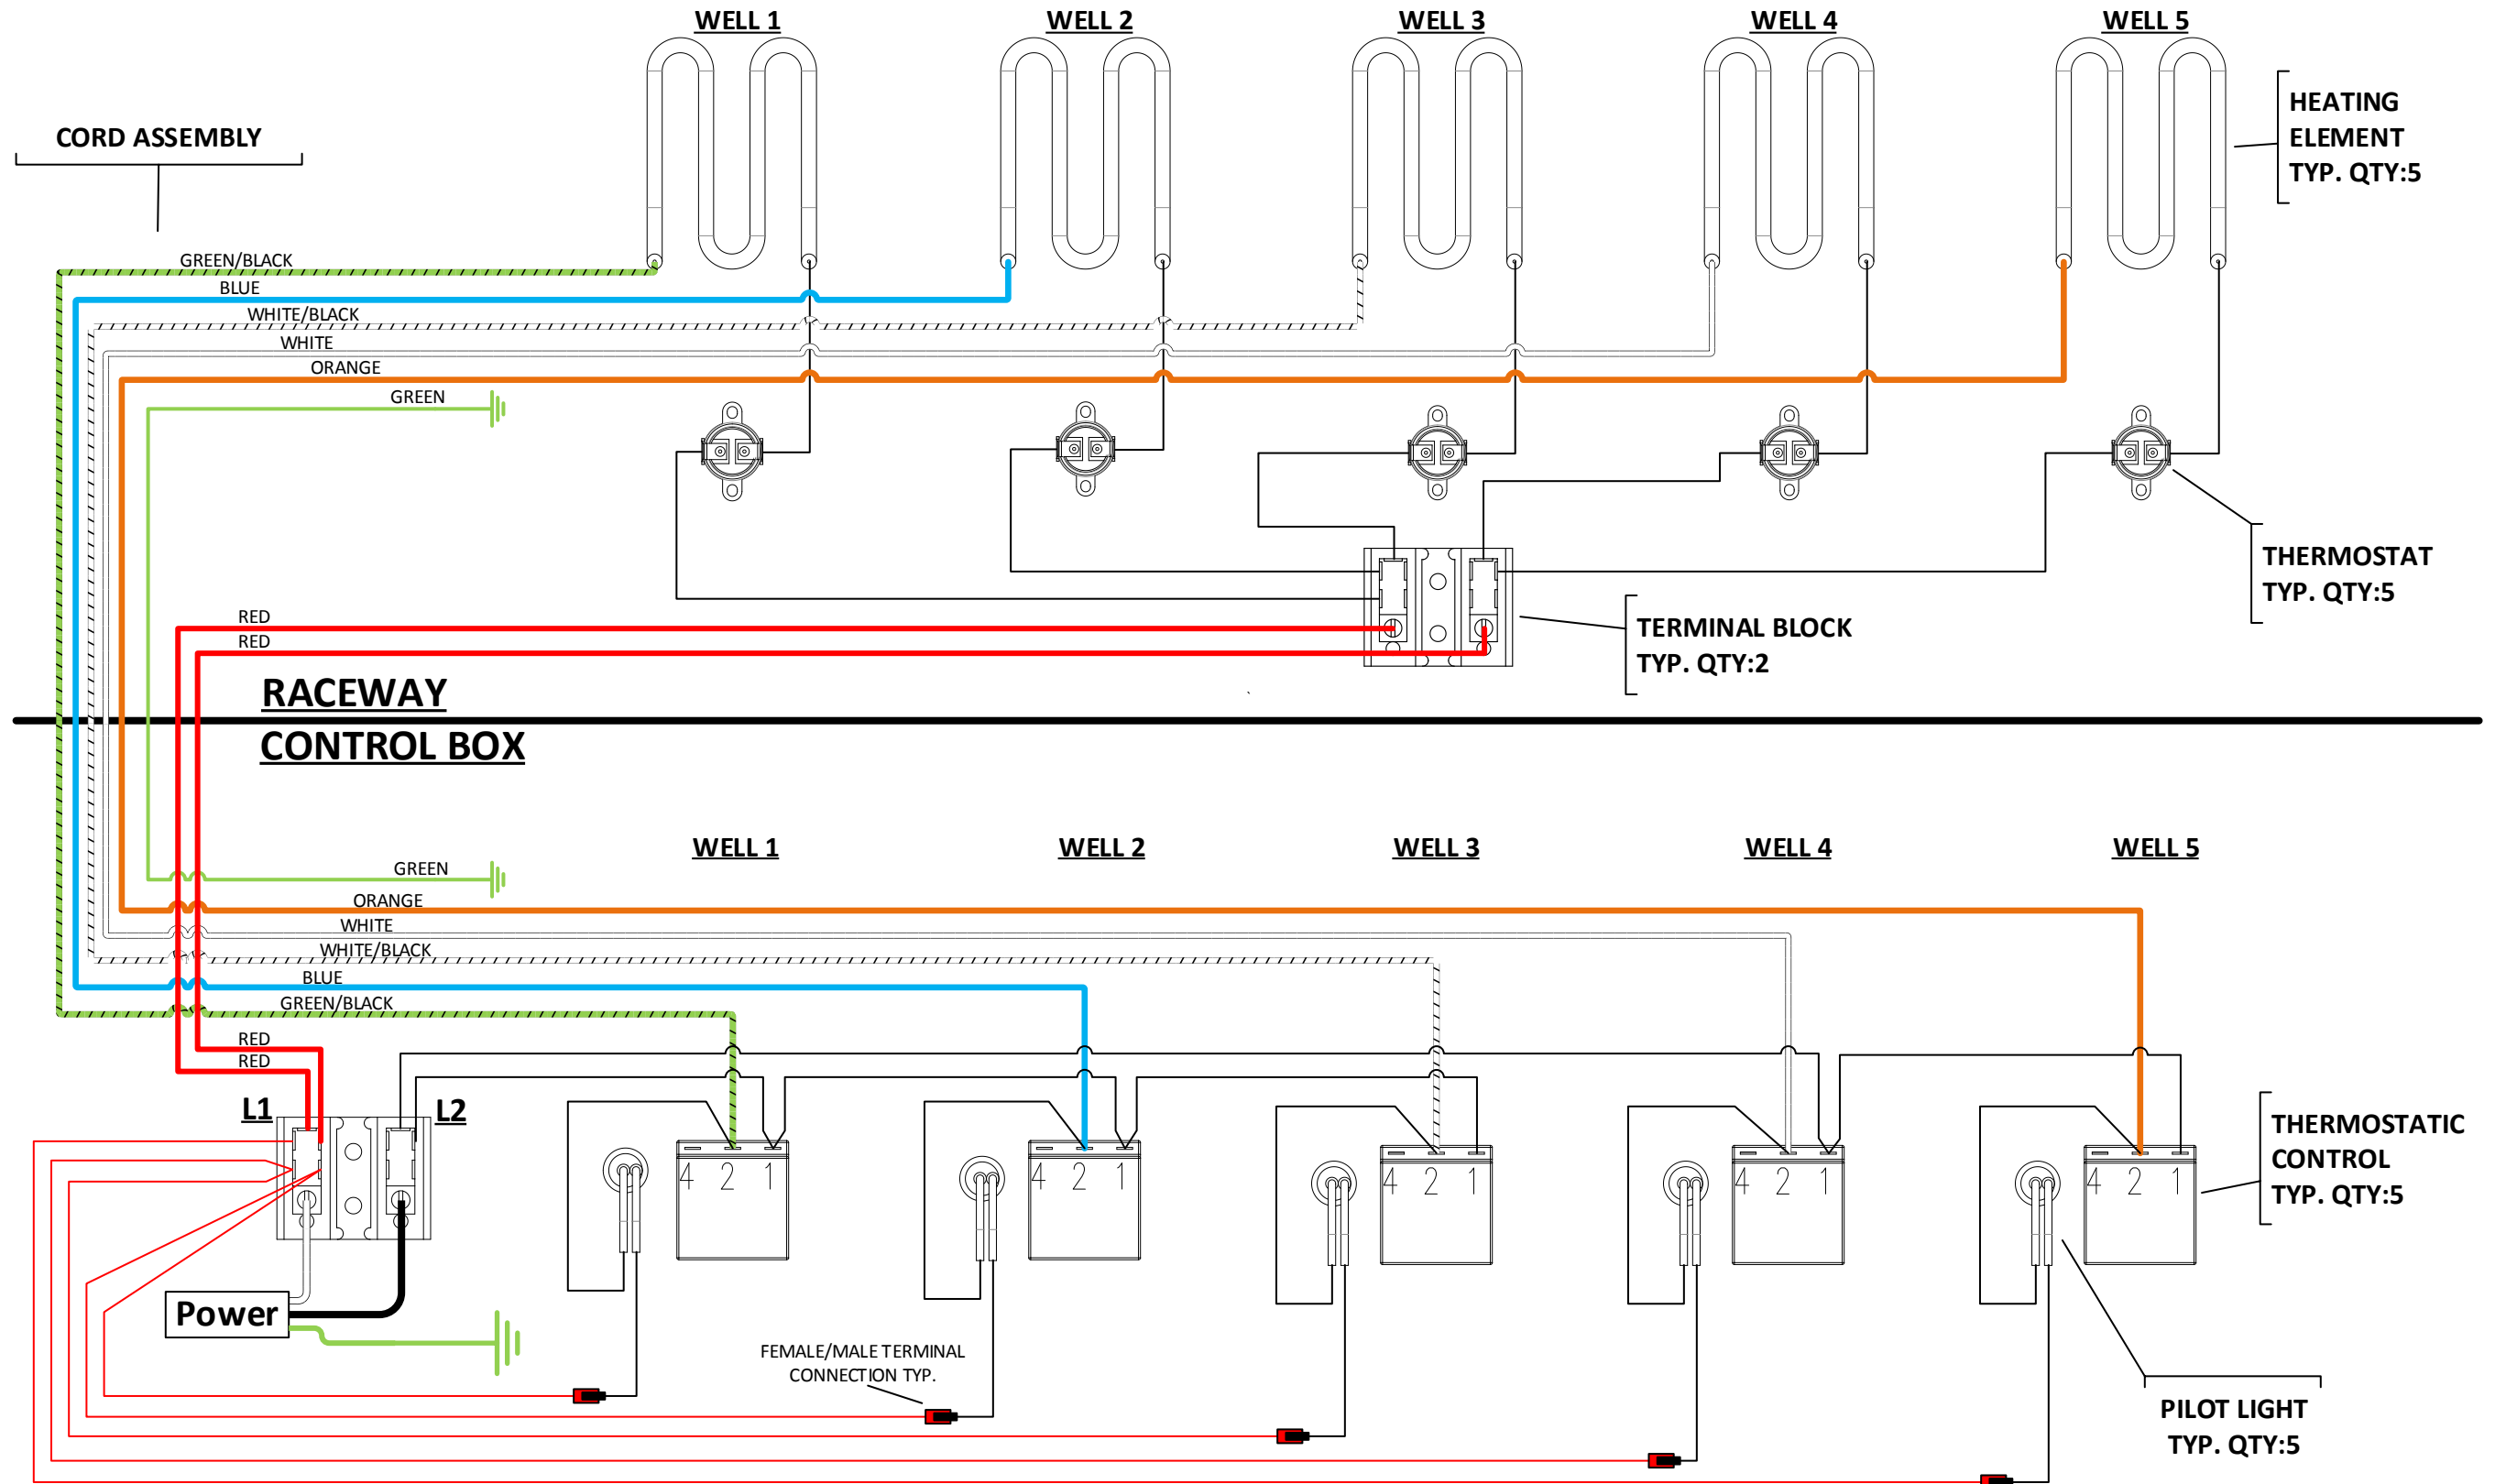 WELL 1
WELL 2
WELL 3
WELL 4
WELL 5
HEATING
ELEMENT
TYP. QTY:5
CORD ASSEMBLY
GREEN/BLACK
BLUE
WHITE/BLACK
WHITE
ORANGE
GREEN
THERMOSTAT
TYP. QTY:5
RED
RED
TERMINAL BLOCK
TYP. QTY:2
RACEWAY
CONTROL BOX
WELL 1
WELL 2
WELL 3
WELL 4
WELL 5
GREEN
ORANGE
WHITE
WHITE/BLACK
BLUE
GREEN/BLACK
RED
RED
L1
L2
4 2 1
4 2 1
4 2 1
4 2 1
4 2 1
THERMOSTATIC
CONTROL
TYP. QTY:5
Power
FEMALE/MALE TERMINAL
CONNECTION TYP.
PILOT LIGHT
TYP. QTY:5